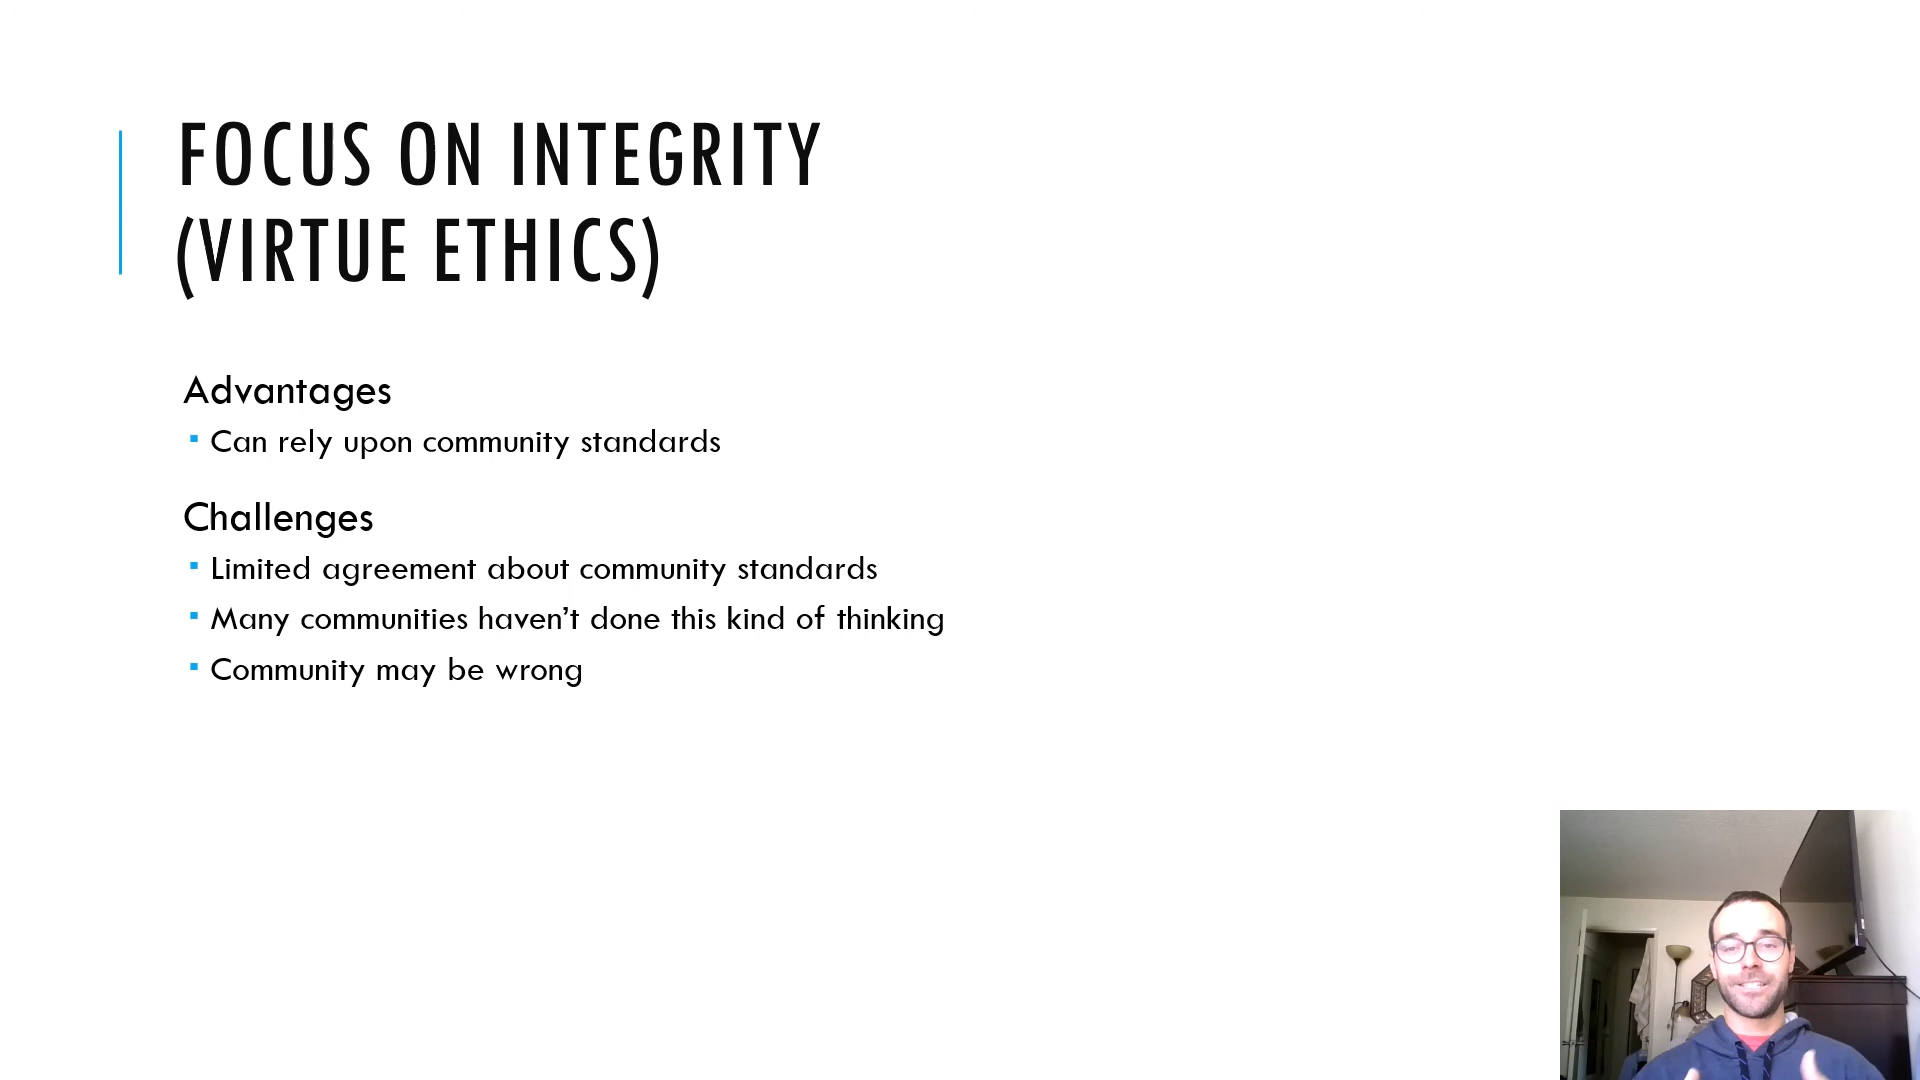 FOCUS ON INTEGRITY
(VIRTUE ETHICS)
Advantages
▪ Can rely upon community standards
Challenges
▪ Limited agreement about community standards
▪ Many communities haven’t done this kind of thinking
▪ Community may be wrong